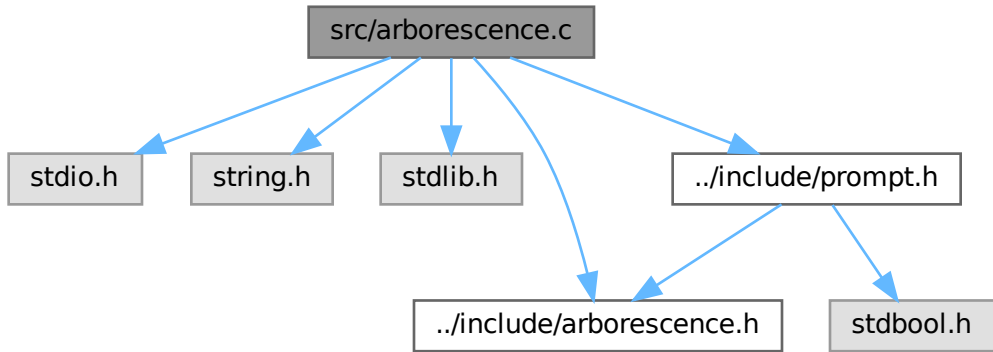 src/arborescence.c
stdio.h
string.h
stdlib.h
../include/prompt.h
../include/arborescence.h
stdbool.h